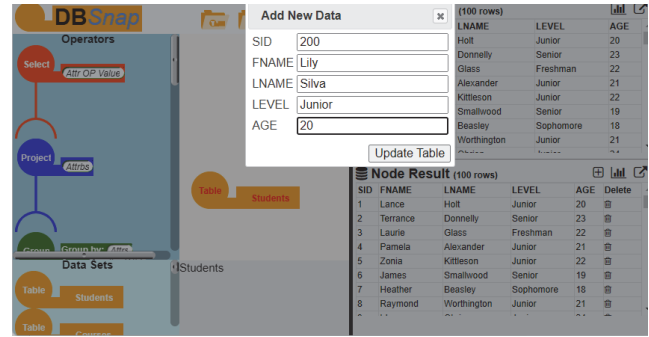 DBSnap
Operators
Select
Attr OP Value
Project
Attrbs
Group
Group by: Attrs
Data Sets
Table
Students
Table
Courses
Table
Students
Students
Add New Data
SID 200
FNAME Lily
LNAME Silva
LEVEL Junior
AGE 20
Update Table
(100 rows)
LNAME LEVEL AGE
Holt Junior 20
Donnelly Senior 23
Glass Freshman 22
Alexander Junior 21
Kittleson Junior 22
Smallwood Senior 19
Beasley Sophomore 18
Worthington Junior 21
Node Result (100 rows)
SID FNAME LNAME LEVEL AGE Delete
1 Lance Holt Junior 20
2 Terrance Donnelly Senior 23
3 Laurie Glass Freshman 22
4 Pamela Alexander Junior 21
5 Zonia Kittleson Junior 22
6 James Smallwood Senior 19
7 Heather Beasley Sophomore 18
8 Raymond Worthington Junior 21